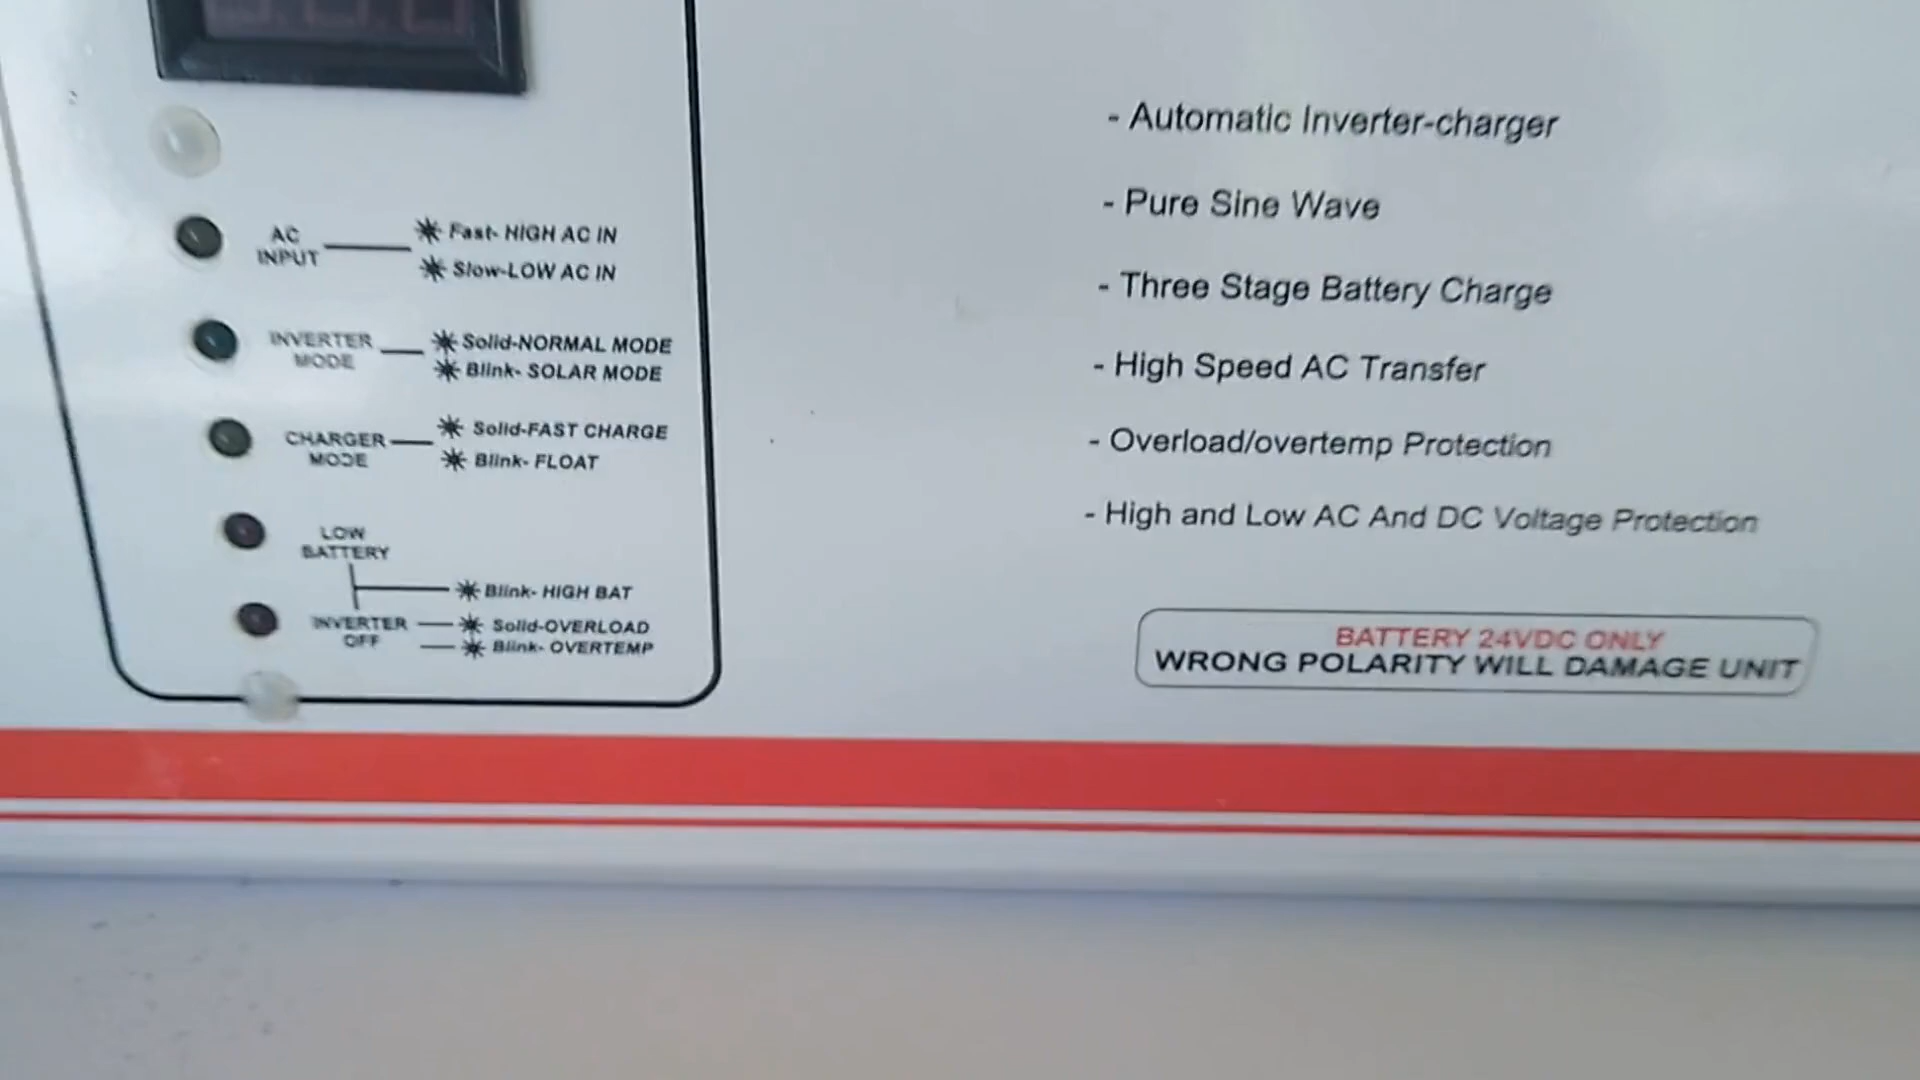 AC
INPUT
Fast- HIGH AC IN
Slow-LOW AC IN
INVERTER
MODE
Solid-NORMAL MODE
Blink- SOLAR MODE
CHARGER
MODE
Solid-FAST CHARGE
Blink- FLOAT
LOW
BATTERY
Blink- HIGH BAT
INVERTER
OFF
Solid-OVERLOAD
Blink- OVERTEMP
- Automatic Inverter-charger
- Pure Sine Wave
- Three Stage Battery Charge
- High Speed AC Transfer
- Overload/overtemp Protection
- High and Low AC And DC Voltage Protection
BATTERY 24VDC ONLY
WRONG POLARITY WILL DAMAGE UNIT